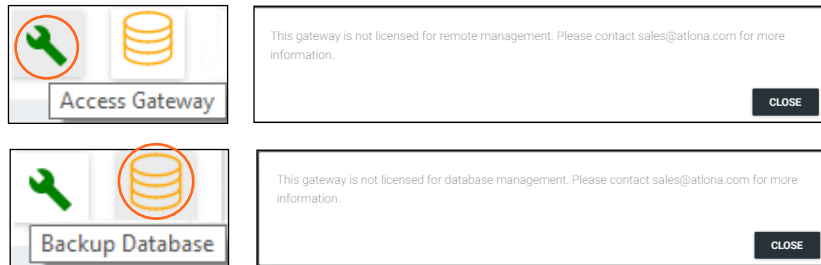 Access Gateway
This gateway is not licensed for remote management. Please contact sales@atlona.com for more
information.
CLOSE
Backup Database
This gateway is not licensed for database management. Please contact sales@atlona.com for more
information.
CLOSE